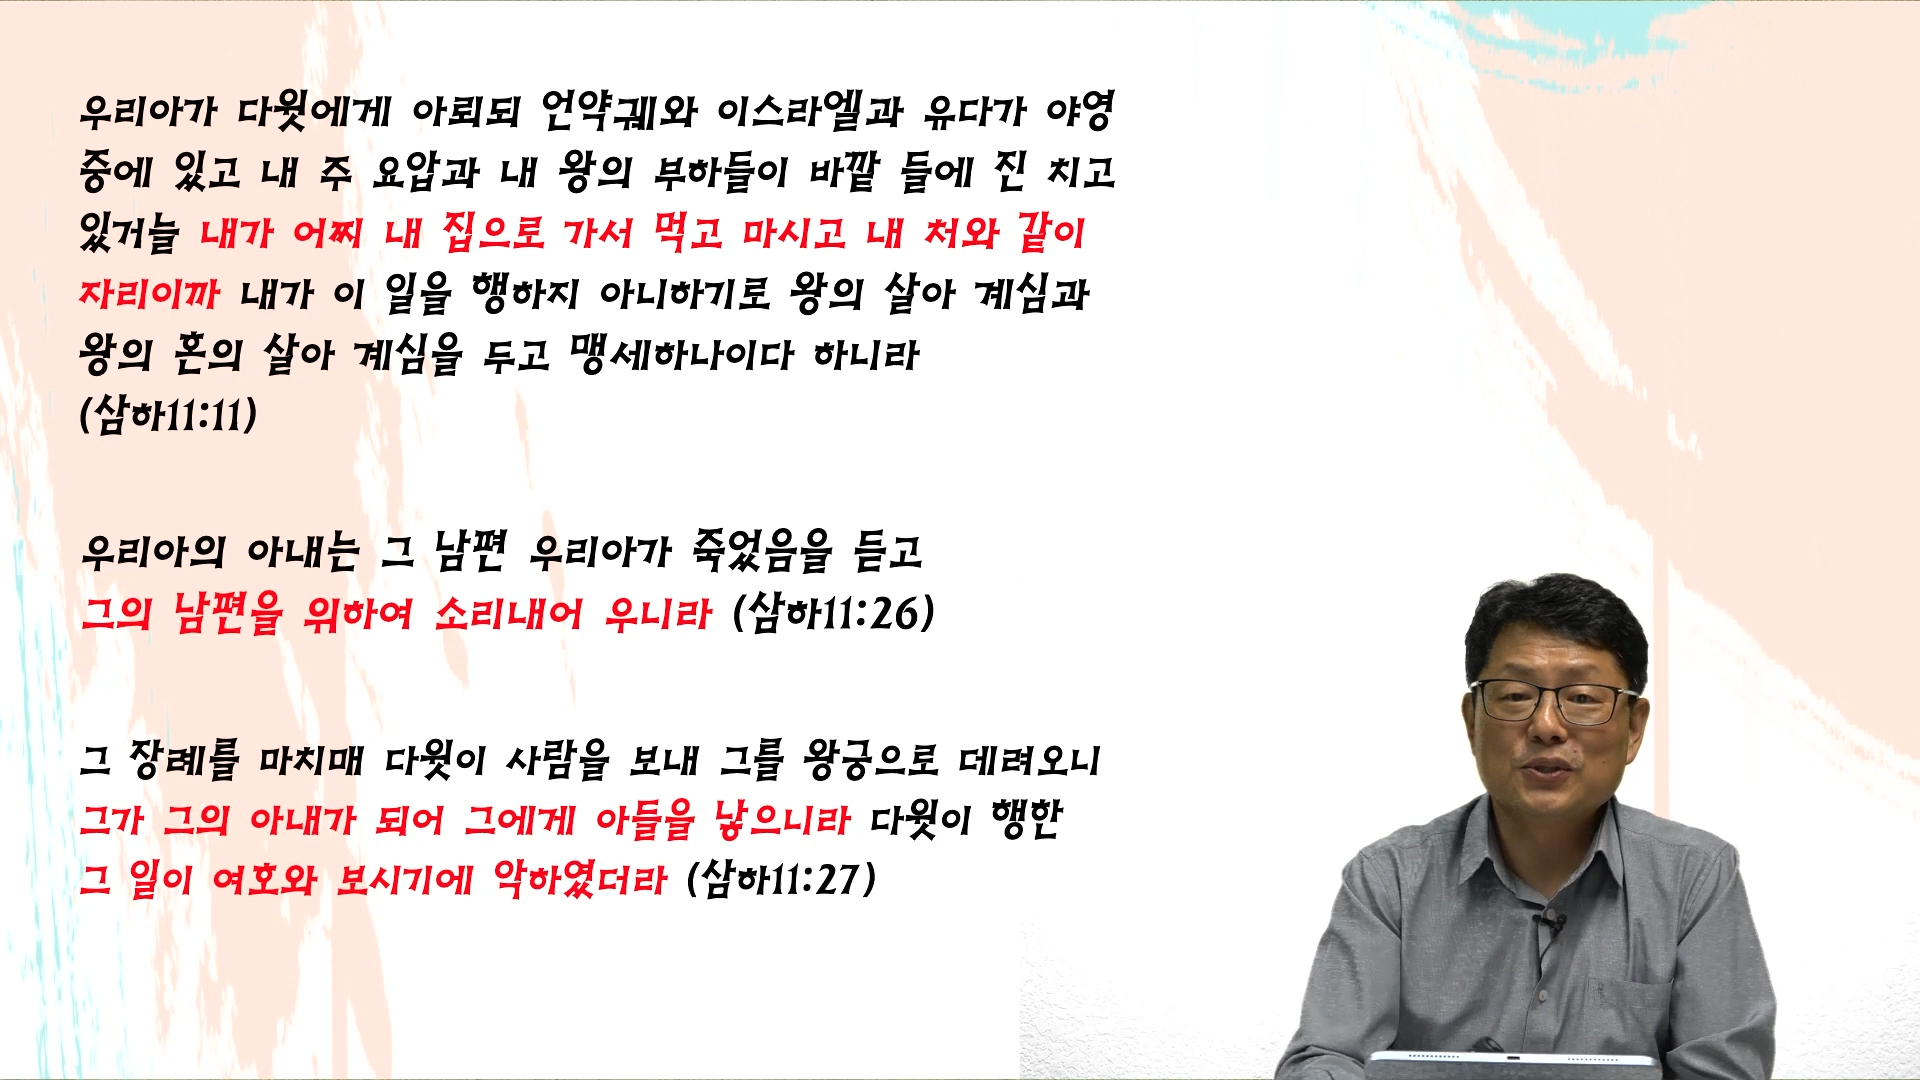 우리아가 다윗에게 아뢰되 언약궤와 이스라엘과 유다가 야영
중에 있고 내 주 요압과 내 왕의 부하들이 바깥 들에 진 치고
있거늘 내가 어찌 내 집으로 가서 먹고 마시고 내 처와 같이
자리이까 내가 이 일을 행하지 아니하기로 왕의 살아 계심과
왕의 혼의 살아 계심을 두고 맹세하나이다 하니라
(삼하11:11)
우리아의 아내는 그 남편 우리아가 죽었음을 듣고
그의 남편을 위하여 소리내어 우니라 (삼하11:26)
그 장례를 마치매 다윗이 사람을 보내 그를 왕궁으로 데려오니
그가 그의 아내가 되어 그에게 아들을 낳으니라 다윗이 행한
그 일이 여호와 보시기에 악하였더라 (삼하11:27)